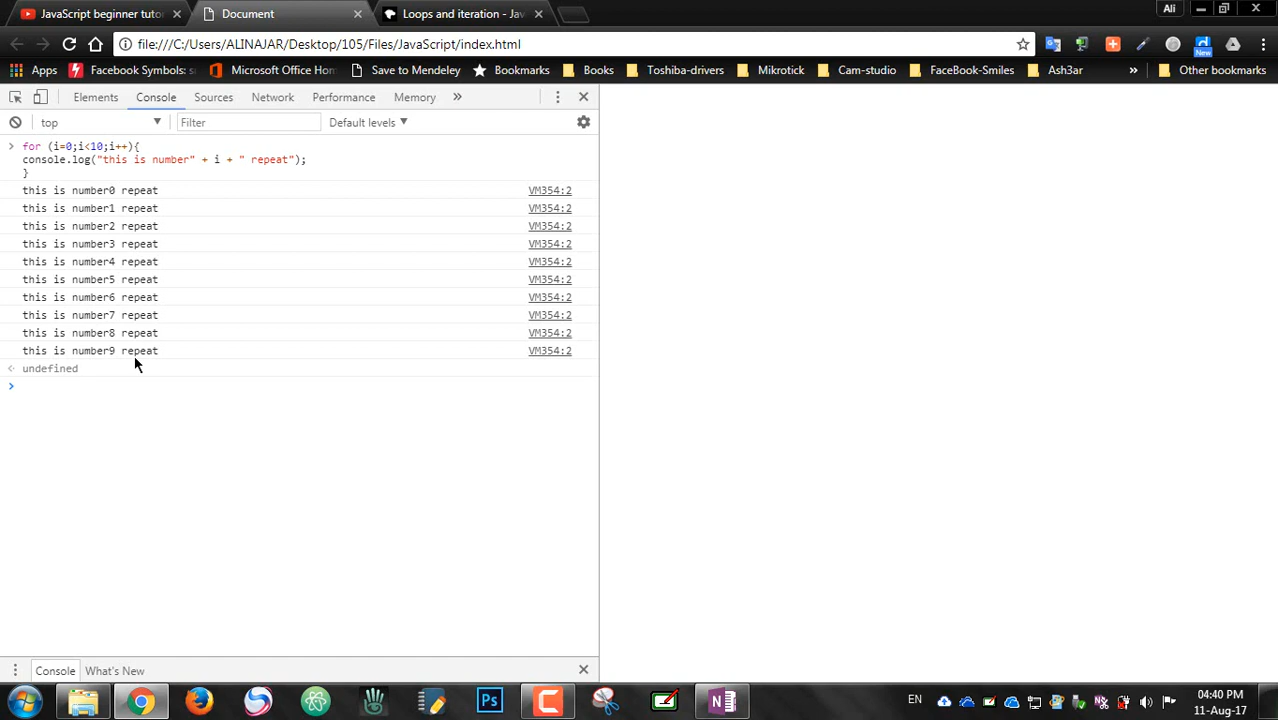 JavaScript beginner tutor
Document
Loops and iteration - Jav
Ali
file:///C:/Users/ALINAJAR/Desktop/105/Files/JavaScript/index.html
New
Apps
Facebook Symbols: s
Microsoft Office Hom
Save to Mendeley
Bookmarks
Books
Toshiba-drivers
Mikrotick
Cam-studio
FaceBook-Smiles
Ash3ar
»
Other bookmarks
Elements
Console
Sources
Network
Performance
Memory
»
top
Filter
Default levels
for (i=0;i<10;i++){
console.log("this is number" + i + " repeat");
}
this is number0 repeat VM354:2
this is number1 repeat VM354:2
this is number2 repeat VM354:2
this is number3 repeat VM354:2
this is number4 repeat VM354:2
this is number5 repeat VM354:2
this is number6 repeat VM354:2
this is number7 repeat VM354:2
this is number8 repeat VM354:2
this is number9 repeat VM354:2
undefined
Console
What's New
Ps
EN
04:40 PM
11-Aug-17